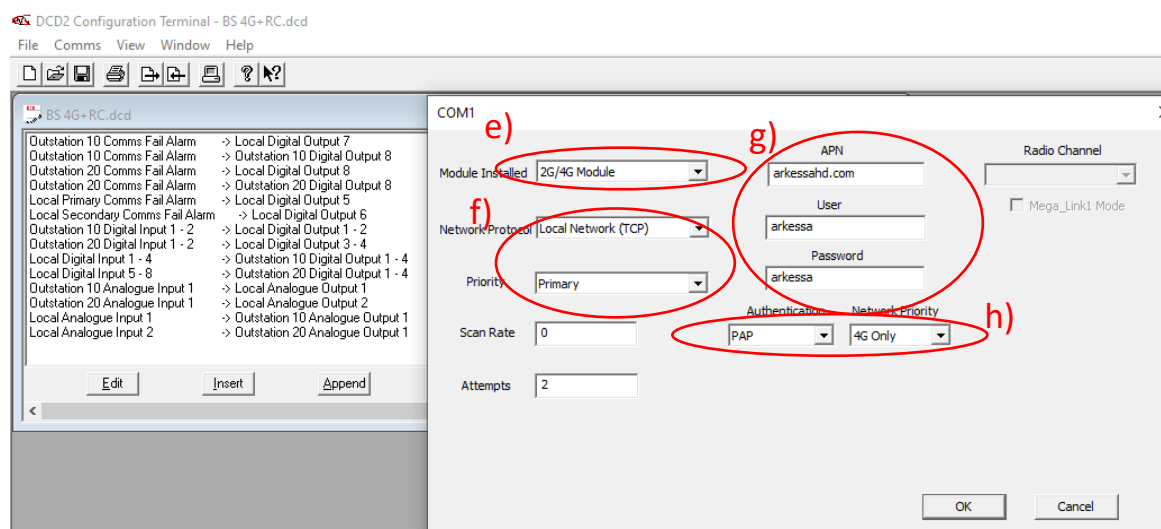 DCD2 Configuration Terminal - BS 4G+RC.dcd
File Comms View Window Help
BS 4G+RC.dcd
Outstation 10 Comms Fail Alarm -> Local Digital Output 7
Outstation 10 Comms Fail Alarm -> Outstation 10 Digital Output 8
Outstation 20 Comms Fail Alarm -> Local Digital Output 8
Outstation 20 Comms Fail Alarm -> Outstation 20 Digital Output 8
Local Primary Comms Fail Alarm -> Local Digital Output 5
Local Secondary Comms Fail Alarm -> Local Digital Output 6
Outstation 10 Digital Input 1 - 2 -> Local Digital Output 1 - 2
Outstation 20 Digital Input 1 - 2 -> Local Digital Output 3 - 4
Local Digital Input 1 - 4 -> Outstation 10 Digital Output 1 - 4
Local Digital Input 5 - 8 -> Outstation 20 Digital Output 1 - 4
Outstation 10 Analogue Input 1 -> Local Analogue Output 1
Outstation 20 Analogue Input 1 -> Local Analogue Output 2
Local Analogue Input 1 -> Outstation 10 Analogue Output 1
Local Analogue Input 2 -> Outstation 20 Analogue Output 1
Edit Insert Append
COM1
e)
Module Installed 2G/4G Module
f)
Network Protocol Local Network (TCP)
Priority Primary
Scan Rate 0
Attempts 2
g)
APN
arkessahd.com
User
arkessa
Password
arkessa
Authentication Network Priority
PAP 4G Only
h)
Radio Channel
Mega_Link1 Mode
OK Cancel